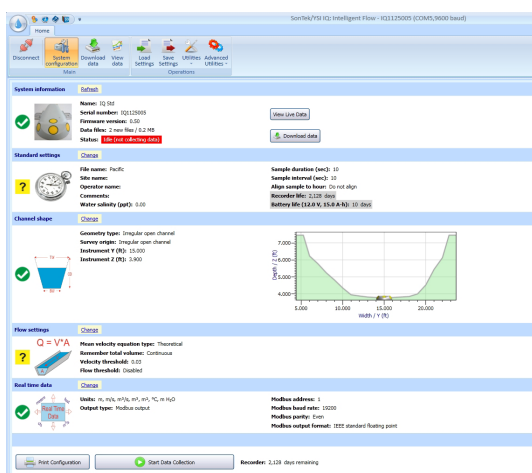 SonTek/YSI IQ: Intelligent Flow - IQ1125005 (COM5,9600 baud)
Home
Disconnect
System configuration
Download data
View data
Load Settings
Save Settings
Utilities
Advanced Utilities
Main
Operations
System information
Refresh
Name: IQ Std
Serial number: IQ1125005
Firmware version: 0.50
Data files: 2 new files / 0.2 MB
Status: Idle (not collecting data)
View Live Data
Download data
Standard settings
Change
File name: Pacific
Site name:
Operator name:
Comments:
Water salinity (ppt): 0.00
Sample duration (sec): 10
Sample interval (sec): 10
Align sample to hour: Do not align
Recorder life: 2,128 days
Battery life (12.0 V, 15.0 A-h): 10 days
Channel shape
Change
Geometry type: Irregular open channel
Survey origin: Irregular open channel
Instrument Y (ft): 15.000
Instrument Z (ft): 3.900
Depth / Z (ft)
7.000
6.000
5.000
4.000
5.000
10.000
15.000
20.000
Width / Y (ft)
Flow settings
Change
Q = V*A
Mean velocity equation type: Theoretical
Remember total volume: Continuous
Velocity threshold: 0.03
Flow threshold: Disabled
Real time data
Change
Real Time
Data
Units: m, m/s, m³/s, m³, m², °C, m H₂O
Output type: Modbus output
Modbus address: 1
Modbus baud rate: 19200
Modbus parity: Even
Modbus output format: IEEE standard floating point
Print Configuration
Start Data Collection
Recorder: 2,128 days remaining